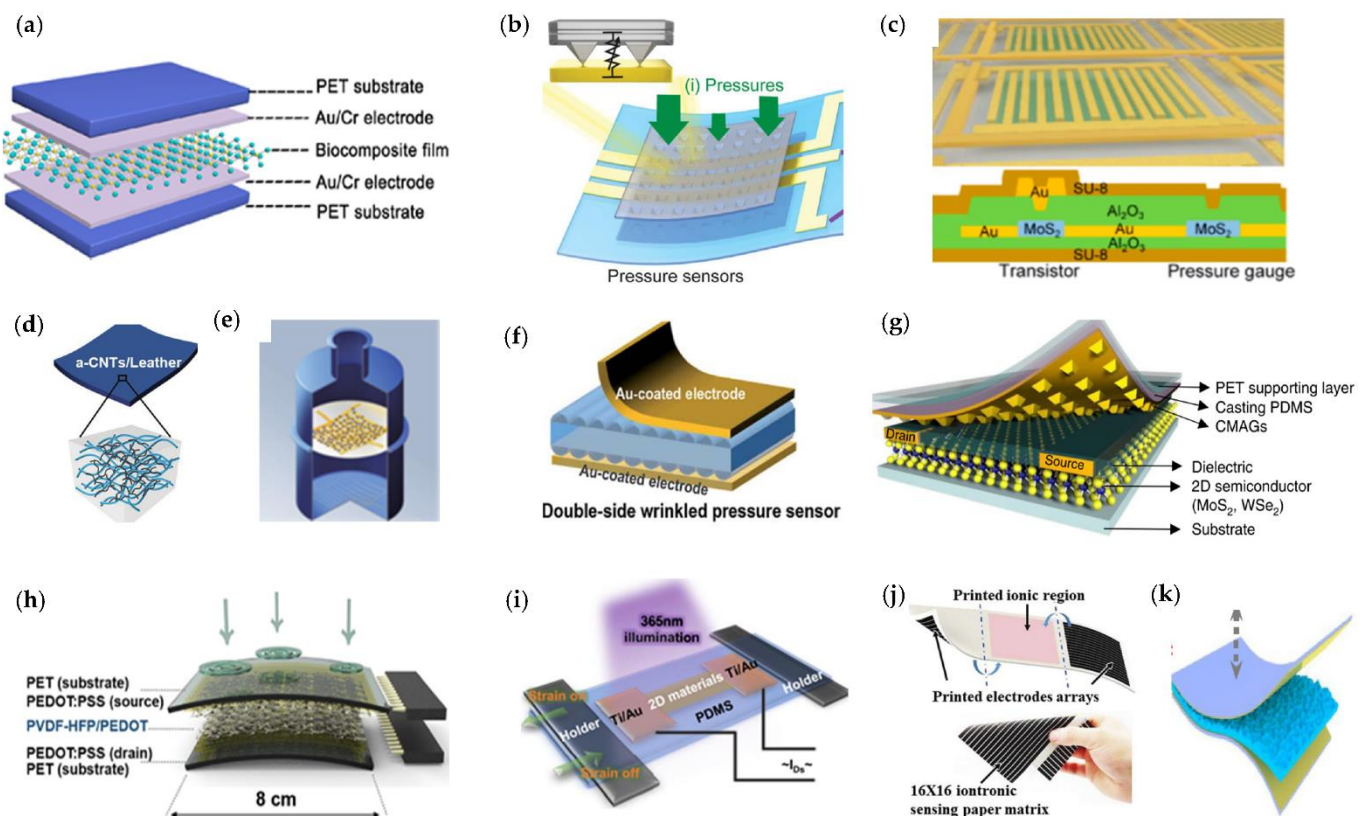 (a)
PET substrate
Au/Cr electrode
Biocomposite film
Au/Cr electrode
PET substrate
(b)
(i) Pressures
Pressure sensors
(c)
Au
SU-8
Al₂O₃
Au
MoS₂
Au
MoS₂
Al₂O₃
SU-8
Transistor
Pressure gauge
(d)
a-CNTs/Leather
(e)
(f)
Au-coated electrode
Au-coated electrode
Double-side wrinkled pressure sensor
(g)
PET supporting layer
Casting PDMS
CMAGs
Drain
Source
Dielectric
2D semiconductor
(MoS₂, WSe₂)
Substrate
(h)
PET (substrate)
PEDOT:PSS (source)
PVDF-HFP/PEDOT
PEDOT:PSS (drain)
PET (substrate)
8 cm
(i)
365nm
illumination
Strain on
Holder
Ti/Au
2D materials
Ti/Au
Holder
PDMS
Strain off
~I_Ds~
(j)
Printed ionic region
Printed electrodes arrays
16X16 iontronic
sensing paper matrix
(k)